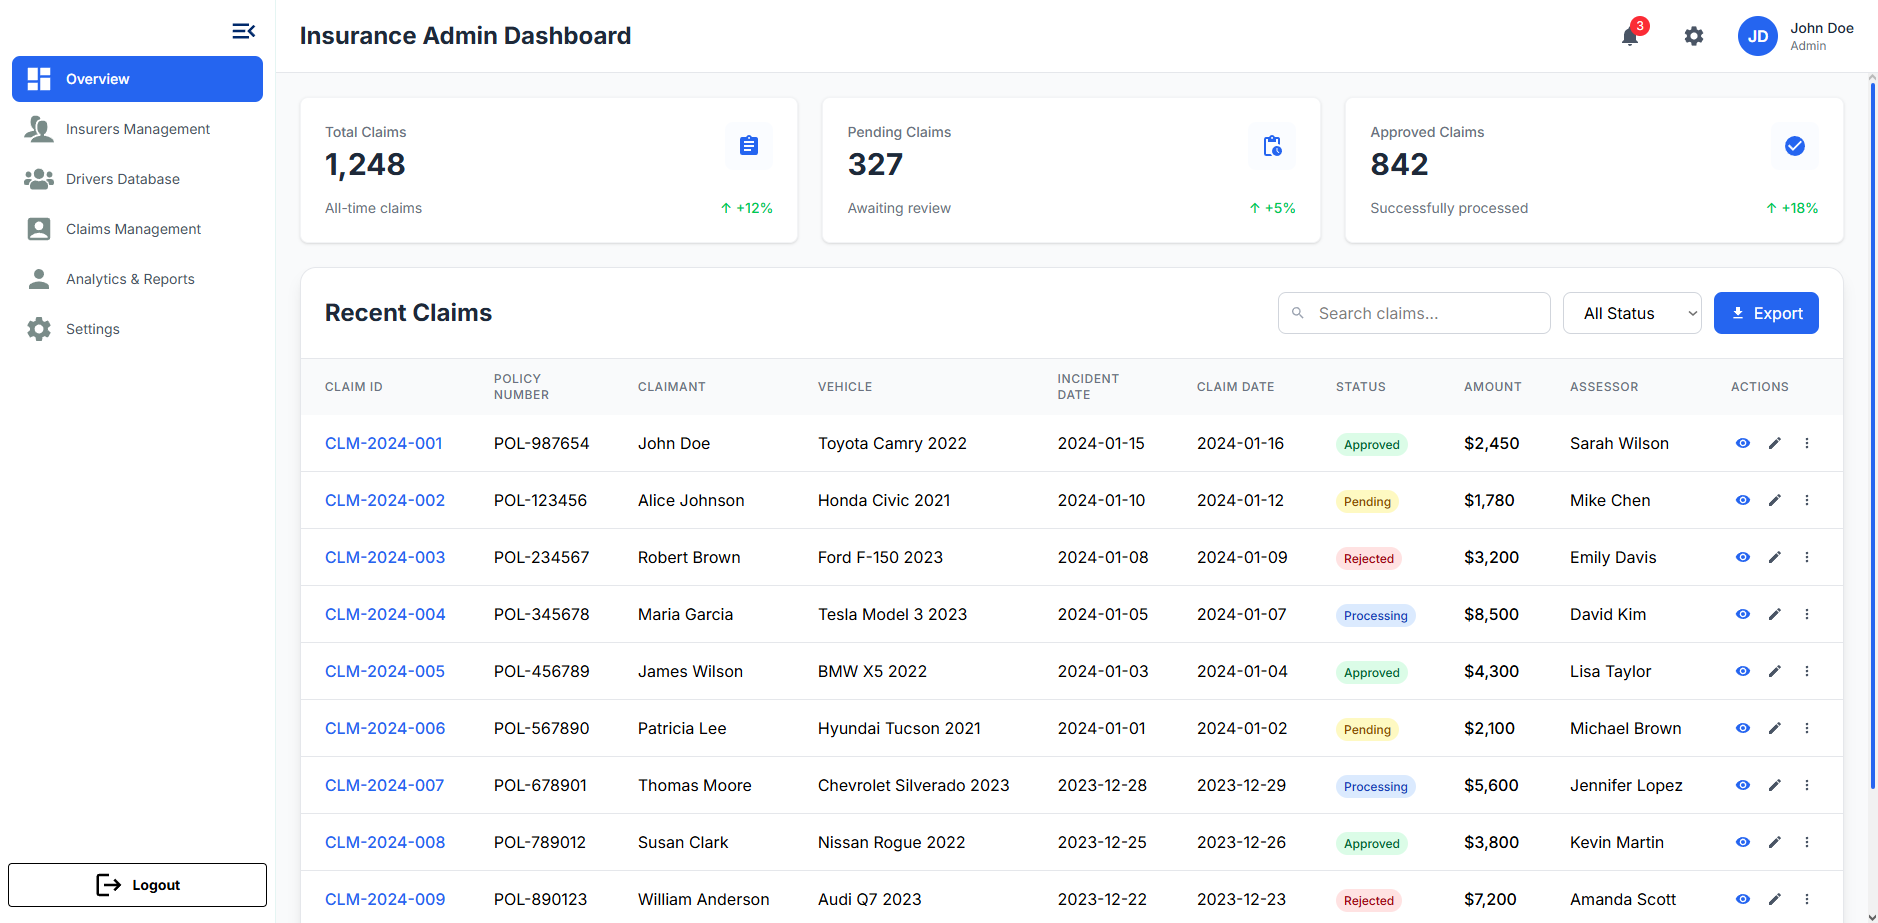 Insurance Admin Dashboard
3
JD
John Doe
Admin
Overview
Insurers Management
Drivers Database
Claims Management
Analytics & Reports
Settings
Logout
Total Claims
1,248
All-time claims
+12%
Pending Claims
327
Awaiting review
+5%
Approved Claims
842
Successfully processed
+18%
Recent Claims
Search claims...
All Status
Export
CLAIM ID POLICY NUMBER CLAIMANT VEHICLE INCIDENT DATE CLAIM DATE STATUS AMOUNT ASSESSOR ACTIONS
CLM-2024-001 POL-987654 John Doe Toyota Camry 2022 2024-01-15 2024-01-16 Approved $2,450 Sarah Wilson
CLM-2024-002 POL-123456 Alice Johnson Honda Civic 2021 2024-01-10 2024-01-12 Pending $1,780 Mike Chen
CLM-2024-003 POL-234567 Robert Brown Ford F-150 2023 2024-01-08 2024-01-09 Rejected $3,200 Emily Davis
CLM-2024-004 POL-345678 Maria Garcia Tesla Model 3 2023 2024-01-05 2024-01-07 Processing $8,500 David Kim
CLM-2024-005 POL-456789 James Wilson BMW X5 2022 2024-01-03 2024-01-04 Approved $4,300 Lisa Taylor
CLM-2024-006 POL-567890 Patricia Lee Hyundai Tucson 2021 2024-01-01 2024-01-02 Pending $2,100 Michael Brown
CLM-2024-007 POL-678901 Thomas Moore Chevrolet Silverado 2023 2023-12-28 2023-12-29 Processing $5,600 Jennifer Lopez
CLM-2024-008 POL-789012 Susan Clark Nissan Rogue 2022 2023-12-25 2023-12-26 Approved $3,800 Kevin Martin
CLM-2024-009 POL-890123 William Anderson Audi Q7 2023 2023-12-22 2023-12-23 Rejected $7,200 Amanda Scott